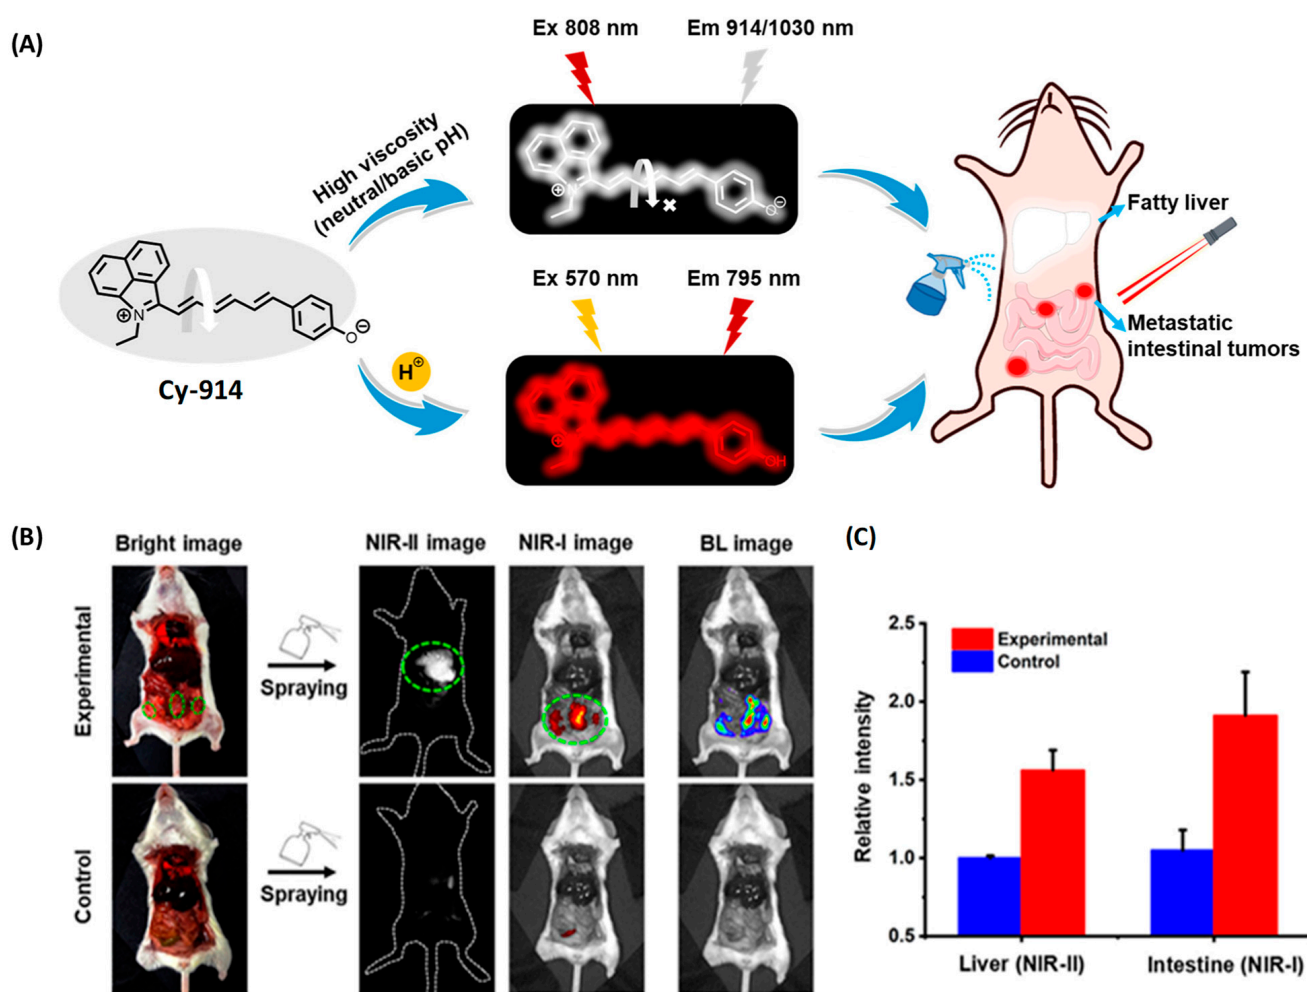 (A)
Ex 808 nm
Em 914/1030 nm
High viscosity
(neutral/basic pH)
N
⊕
O⊖
Fatty liver
Ex 570 nm
Em 795 nm
N
⊕
O⊖
Cy-914
H⊕
⊕
OH
Metastatic
intestinal tumors
(B)
Bright image
NIR-II image
NIR-I image
BL image
Experimental
Spraying
Control
Spraying
(C)
Relative intensity
2.5
2.0
1.5
1.0
0.5
Experimental
Control
Liver (NIR-II)
Intestine (NIR-I)